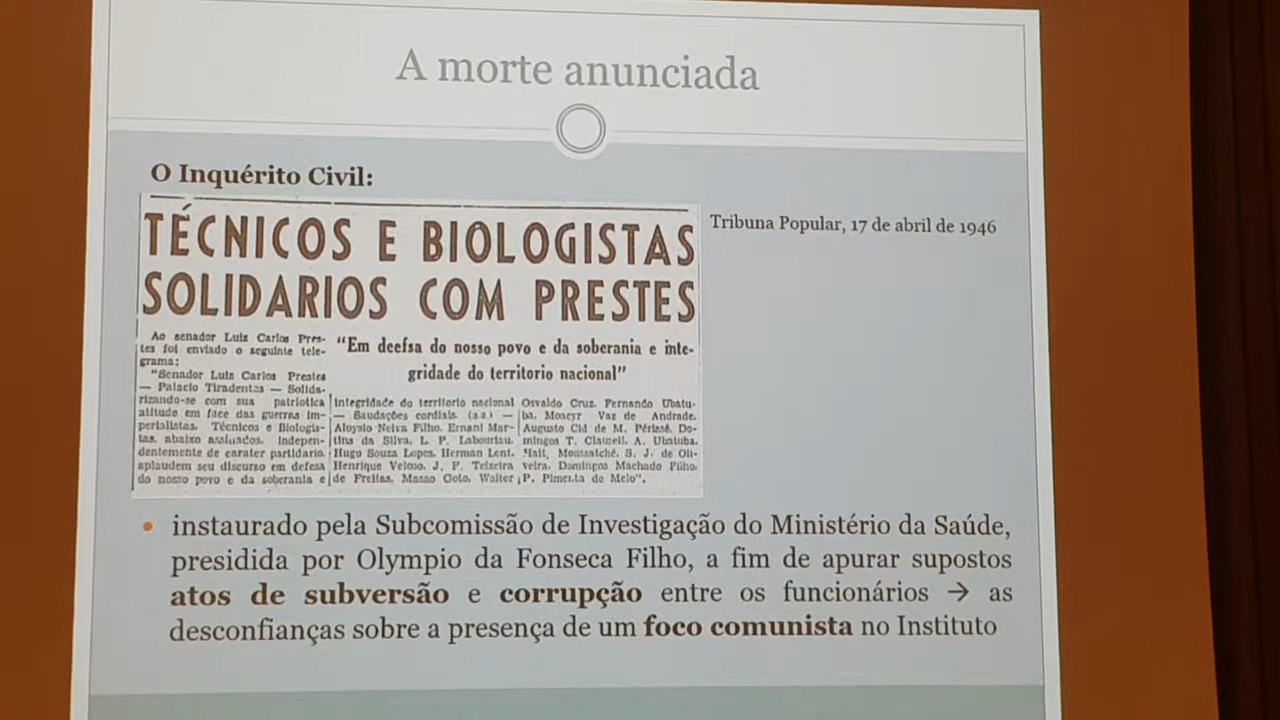 A morte anunciada
O Inquérito Civil:
TÉCNICOS E BIOLOGISTAS
SOLIDARIOS COM PRESTES
Tribuna Popular, 17 de abril de 1946
Ao senador Luiz Carlos Pres-
tes foi enviado o seguinte tele-
grama:
"Senador Luiz Carlos Prestes
— Palacio Tiradentas — Solida-
rizando-se com sua patriotica
atitude em face das guerras im-
perialistas. Técnicos e Biologis-
tas, abaixo assinados. Indepen-
dentemente de carater partidario.
aplaudem seu discurso em defesa
do nosso povo e da soberania e
"Em deefsa do nosso povo e da soberania e inte-
gridade do territorio nacional"
integridade do territorio nacional
— Saudações cordiais (a.a.) —
Aloysio Neiva Filho. Ernani Mar-
tins da Silva. L. P. Labouriau.
Hugo Souza Lopes. Herman Lent.
Henrique Veloso. J. F. Teixeira
de Freitas. Masao Goto. Walter
Osvaldo Cruz. Fernando Ubatu-
ba. Moacyr Vaz de Andrade.
Augusto Cid de M. Périssé. Do-
mingos T. A. Ubatuba.
Hait, Moussatché. S. J. de Oli-
veira. Domingos Machado Filho.
P. Pimenta de Melo".
• instaurado pela Subcomissão de Investigação do Ministério da Saúde,
presidida por Olympio da Fonseca Filho, a fim de apurar supostos
atos de subversão e corrupção entre os funcionários → as
desconfianças sobre a presença de um foco comunista no Instituto